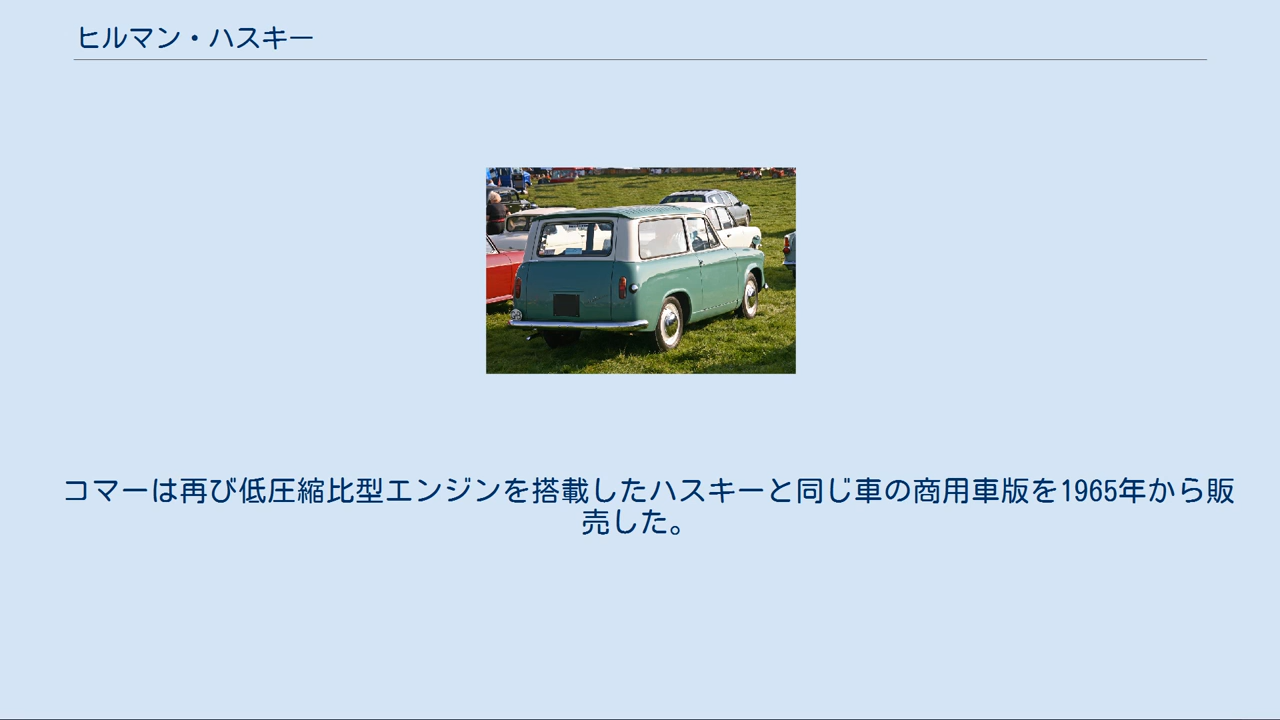 ヒルマン・ハスキー
コマーは再び低圧縮比型エンジンを搭載したハスキーと同じ車の商用車版を1965年から販
売した。